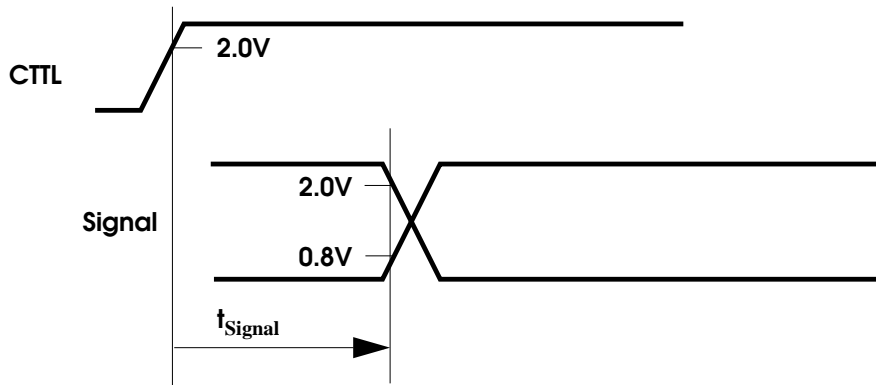 2.0V
CTTL
2.0V
Signal
0.8V
tSignal